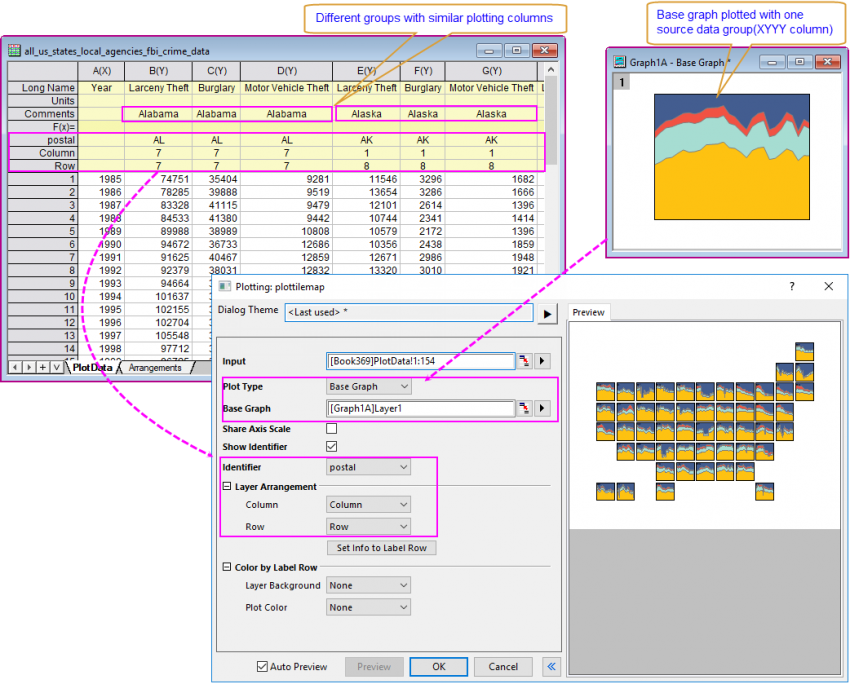 Different groups with similar plotting columns
Base graph plotted with one
source data group(XYYY column)
all_us_states_local_agencies_fbi_crime_data
A(X) B(Y) C(Y) D(Y) E(Y) F(Y) G(Y)
Long Name Year Larceny Theft Burglary Motor Vehicle Theft Larceny Theft Burglary Motor Vehicle Theft L
Units
Comments Alabama Alabama Alabama Alaska Alaska Alaska
F(x)=
postal AL AL AL AK AK AK
Column 7 7 7 1 1 1
Row 7 7 7 8 8 8
1 1985 74751 35404 9281 11546 3296 1682
2 1986 78285 39888 9519 13654 3286 1666
3 1987 83328 41115 9479 12101 2614 1396
4 1988 84533 41380 9442 10744 2341 1414
5 1989 89988 38989 10808 10579 2172 1396
6 1990 94672 36733 12686 10356 2438 1859
7 1991 92625 40467 12859 12671 2986 1948
8 1992 92379 38031 12832 13320 3010 1921
9 1993 94664
10 1994 101637
11 1995 102155
12 1996 102704
13 1997 105548
14 1998 97712
PlotData Arrangements
Graph1A - Base Graph *
1
Plotting: plottilemap
? ×
Dialog Theme <Last used> *
Input [Book369]PlotData!1:154
Plot Type Base Graph
Base Graph [Graph1A]Layer1
Share Axis Scale
Show Identifier
Identifier postal
Layer Arrangement
Column Column
Row Row
Set Info to Label Row
Color by Label Row
Layer Background None
Plot Color None
Auto Preview Preview OK Cancel
Preview